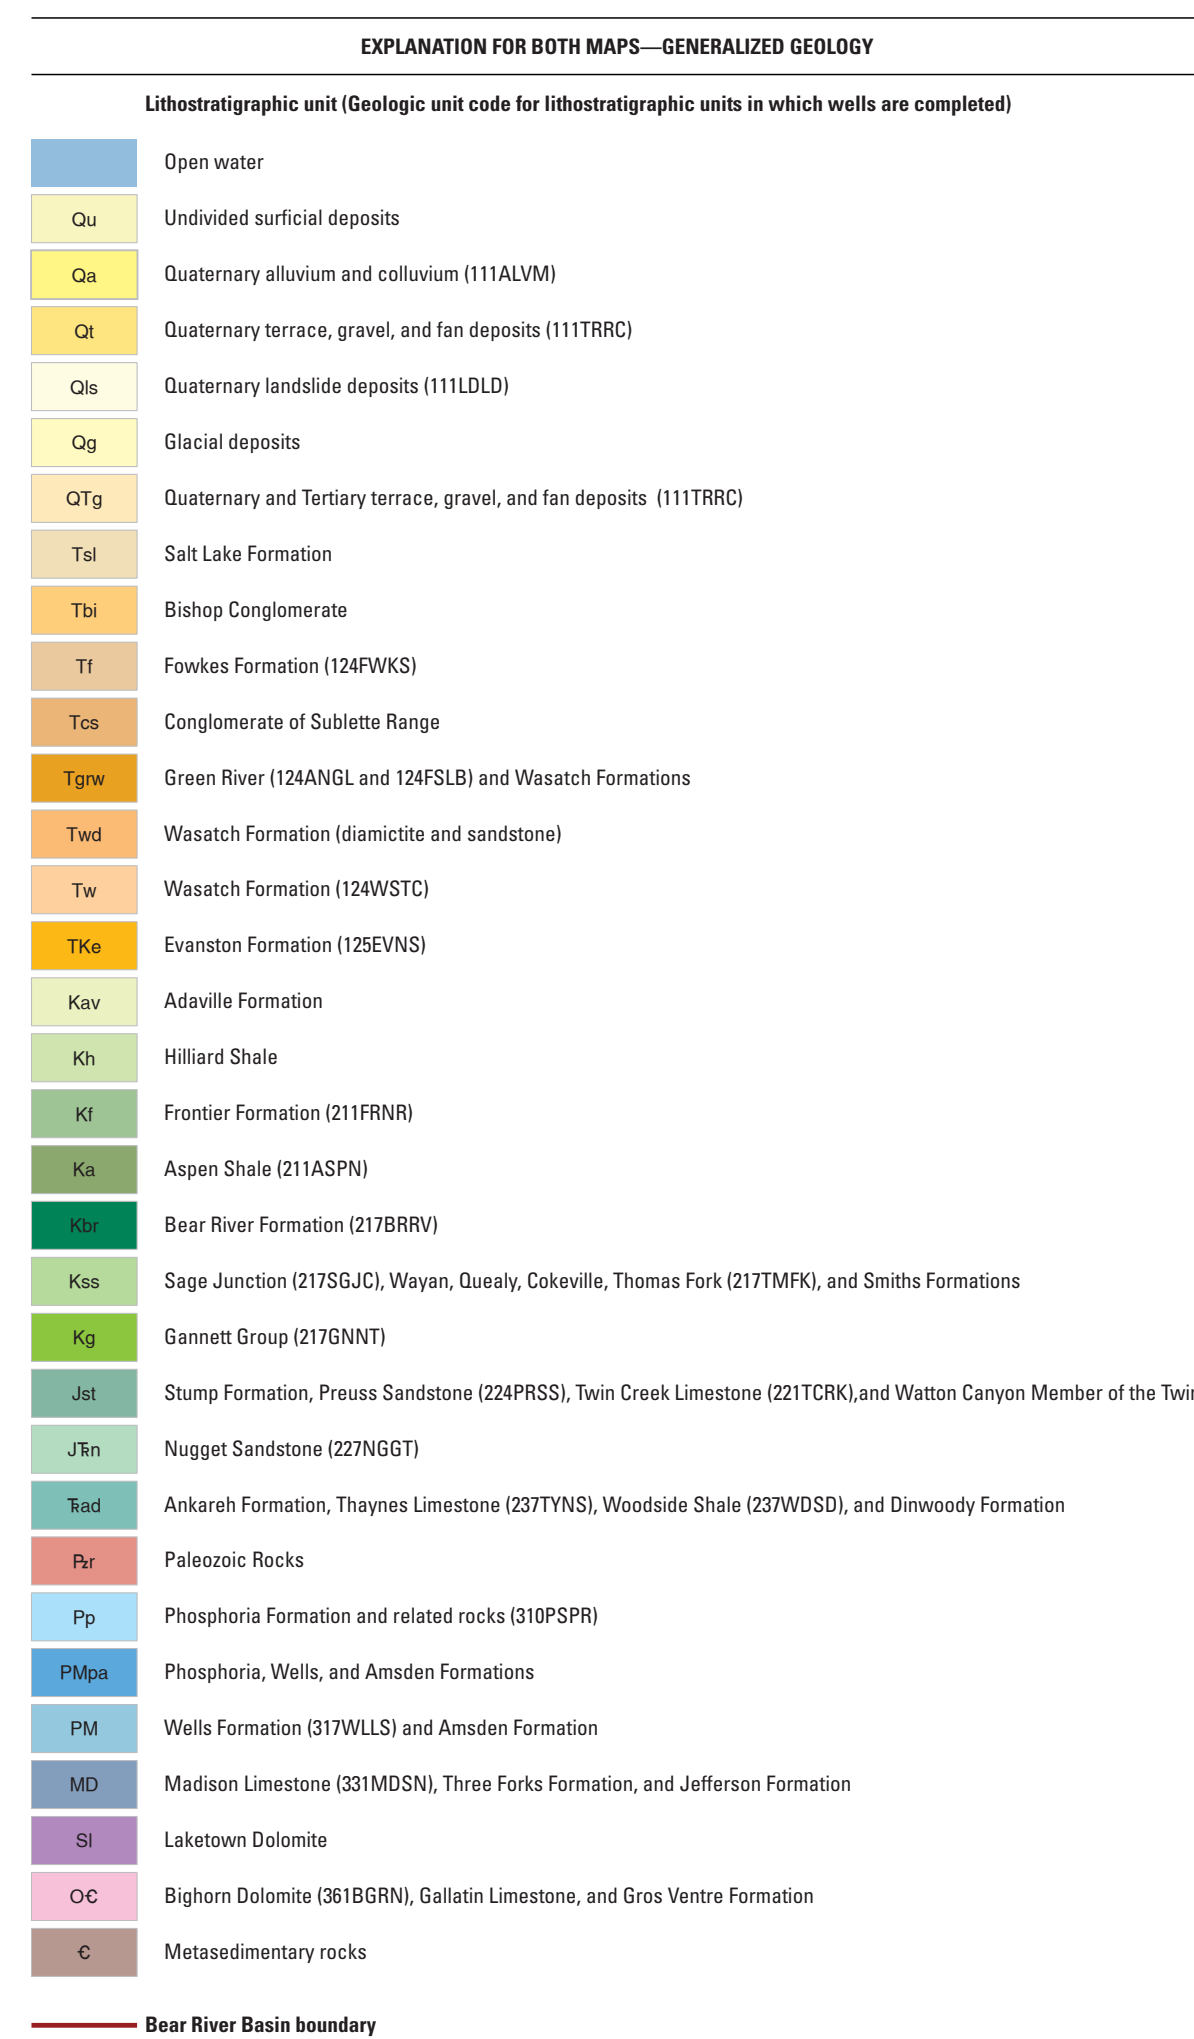 EXPLANATION FOR BOTH MAPS—GENERALIZED GEOLOGY
Lithostratigraphic unit (Geologic unit code for lithostratigraphic units in which wells are completed)
Open water
Qu Undivided surficial deposits
Qa Quaternary alluvium and colluvium (111ALVM)
Qt Quaternary terrace, gravel, and fan deposits (111TRRC)
Qls Quaternary landslide deposits (111LDLD)
Qg Glacial deposits
QTg Quaternary and Tertiary terrace, gravel, and fan deposits (111TRRC)
Tsl Salt Lake Formation
Tbi Bishop Conglomerate
Tf Fowkes Formation (124FWKS)
Tcs Conglomerate of Sublette Range
Tgrw Green River (124ANGL and 124FSLB) and Wasatch Formations
Twd Wasatch Formation (diamictite and sandstone)
Tw Wasatch Formation (124WSTC)
TKe Evanston Formation (125EVNS)
Kav Adaville Formation
Kh Hilliard Shale
Kf Frontier Formation (211FRNR)
Ka Aspen Shale (211ASPN)
Kbr Bear River Formation (217BRRV)
Kss Sage Junction (217SGJC), Wayan, Quealy, Cokeville, Thomas Fork (217TMFK), and Smiths Formations
Kg Gannett Group (217GNNT)
Jst Stump Formation, Preuss Sandstone (224PRSS), Twin Creek Limestone (221TCRK),and Watton Canyon Member of the Twin
J₸n Nugget Sandstone (227NGGT)
₸ad Ankareh Formation, Thaynes Limestone (237TYNS), Woodside Shale (237WDSD), and Dinwoody Formation
Pzr Paleozoic Rocks
Pp Phosphoria Formation and related rocks (310PSPR)
PMpa Phosphoria, Wells, and Amsden Formations
PM Wells Formation (317WLLS) and Amsden Formation
MD Madison Limestone (331MDSN), Three Forks Formation, and Jefferson Formation
Sl Laketown Dolomite
O€ Bighorn Dolomite (361BGRN), Gallatin Limestone, and Gros Ventre Formation
€ Metasedimentary rocks
Bear River Basin boundary